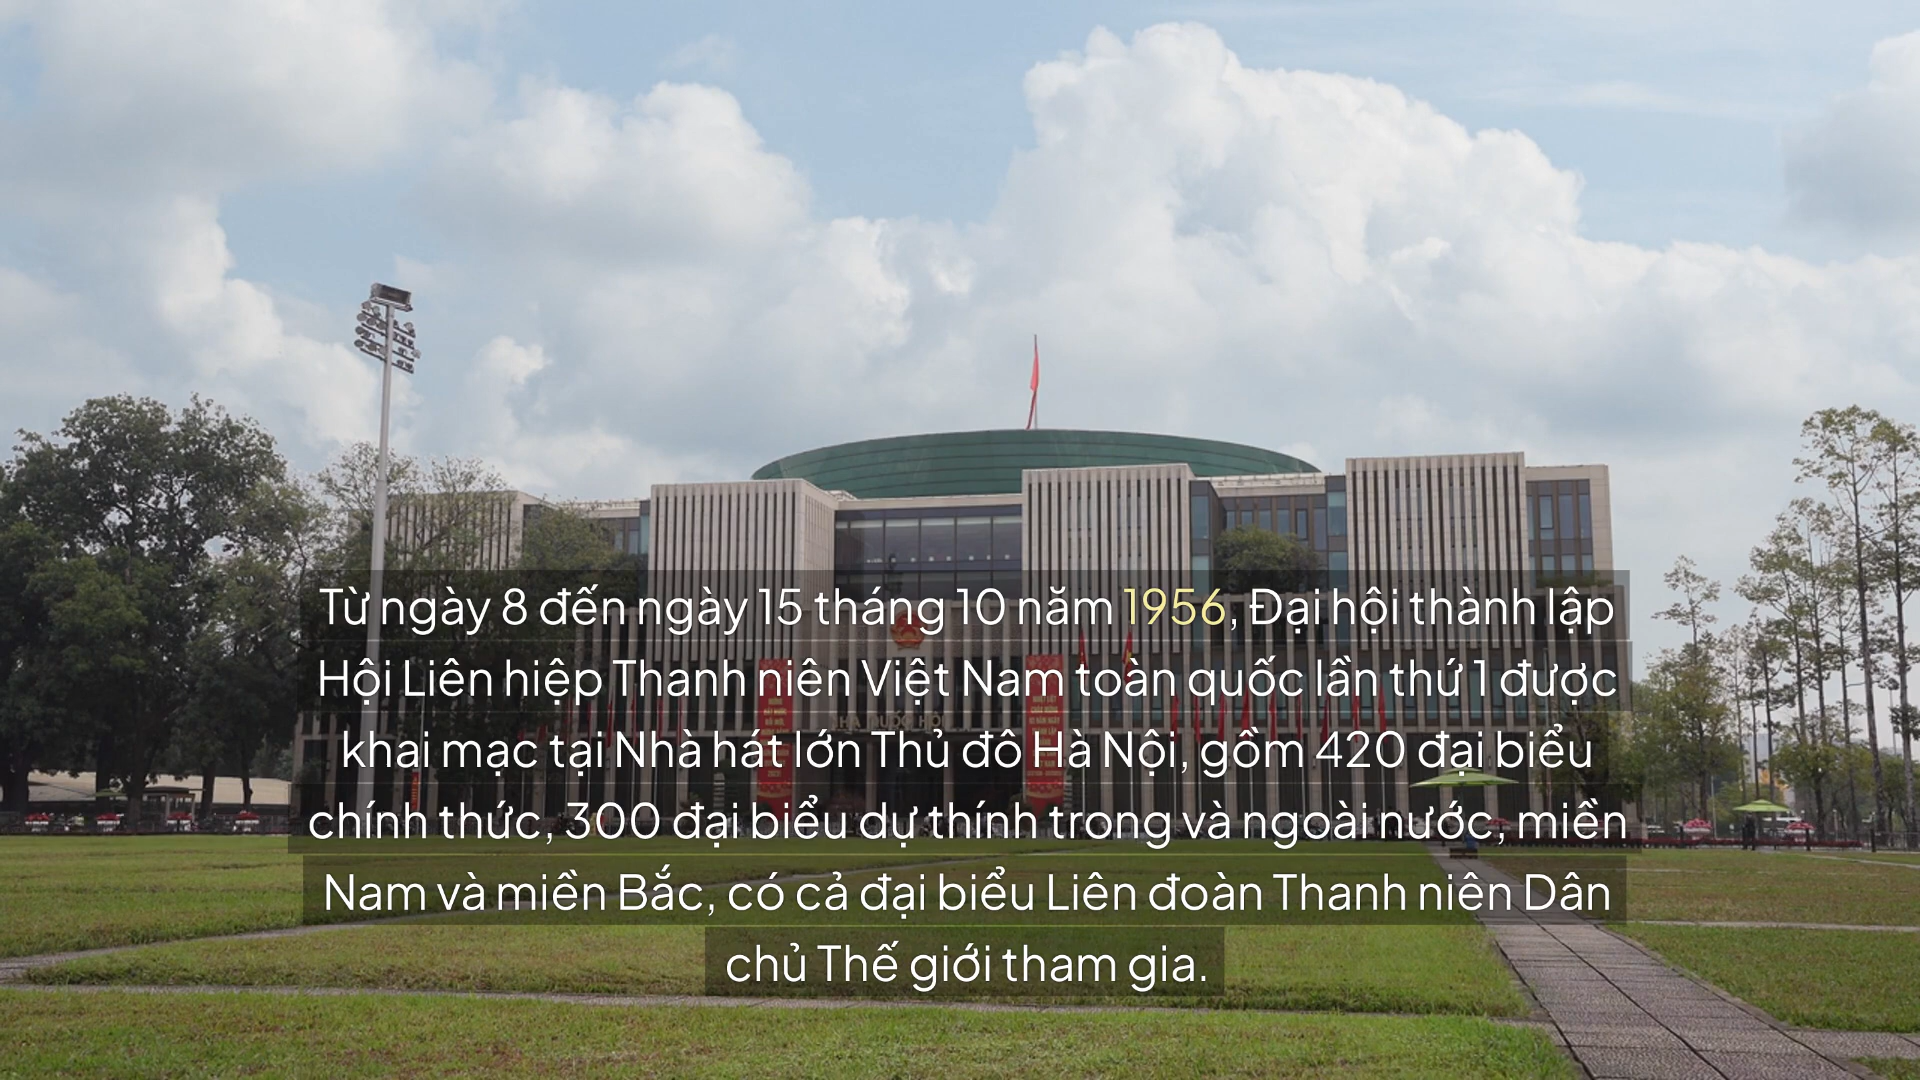 Từ ngày 8 đến ngày 15 tháng 10 năm 1956, Đại hội thành lập
Hội Liên hiệp Thanh niên Việt Nam toàn quốc lần thứ 1 được
khai mạc tại Nhà hát lớn Thủ đô Hà Nội, gồm 420 đại biểu
chính thức, 300 đại biểu dự thính trong và ngoài nước, miền
Nam và miền Bắc, có cả đại biểu Liên đoàn Thanh niên Dân
chủ Thế giới tham gia.
NHÀ QUỐC HỘI